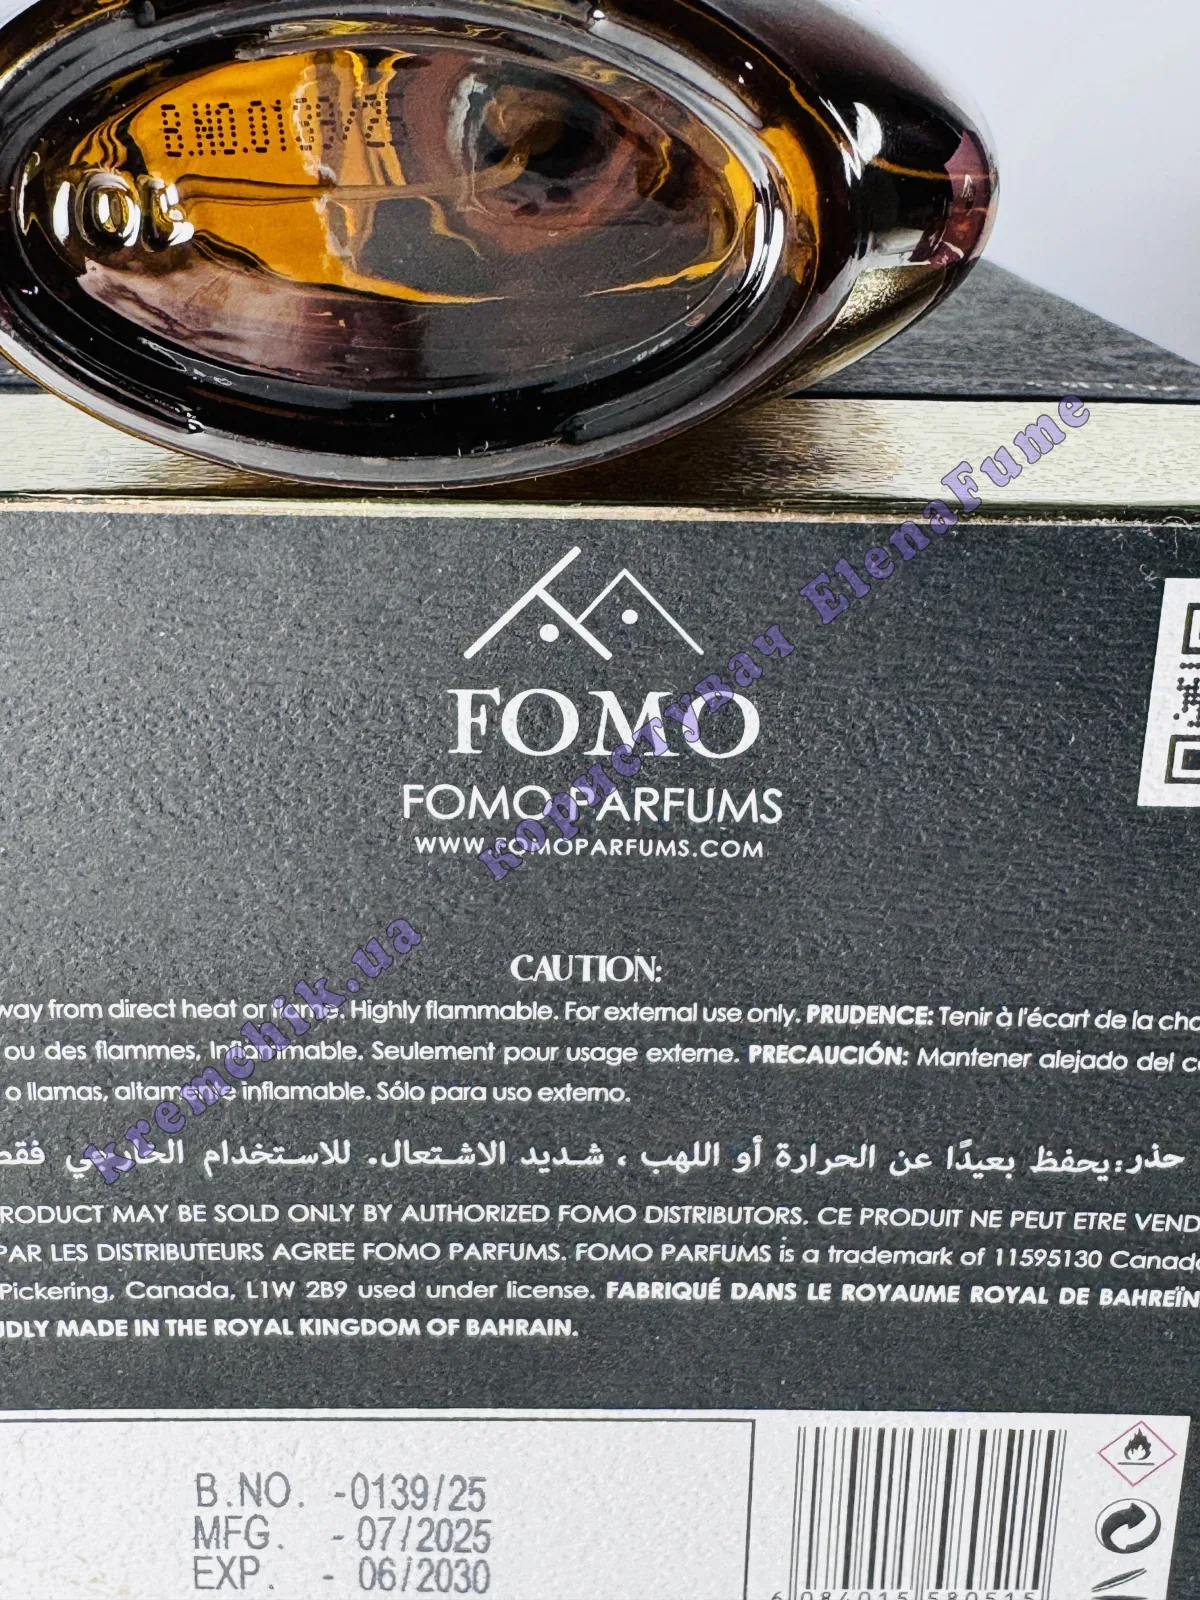 B.NO.0139/25
FOMO
FOMO PARFUMS
WWW.FOMOPARFUMS.COM
CAUTION:
way from direct heat or flame. Highly flammable. For external use only. PRUDENCE: Tenir à l'écart de la cha
ou des flammes, Inflammable. Seulement pour usage externe. PRECAUCIÓN: Mantener alejado del c
o llamas, altamente inflamable. Sólo para uso externo.
حذر: يحفظ بعيدًا عن الحرارة أو اللهب ، شديد الاشتعال. للاستخدام الخارجي فقط
RODUCT MAY BE SOLD ONLY BY AUTHORIZED FOMO DISTRIBUTORS. CE PRODUIT NE PEUT ETRE VEND
PAR LES DISTRIBUTEURS AGREE FOMO PARFUMS. FOMO PARFUMS is a trademark of 11595130 Canada
Pickering, Canada, L1W 2B9 used under license. FABRIQUÉ DANS LE ROYAUME ROYAL DE BAHREÏN
UDLY MADE IN THE ROYAL KINGDOM OF BAHRAIN.
B.NO. -0139/25
MFG. - 07/2025
EXP. - 06/2030
6 084015 580515
kremchik.ua користувач ElenaFume